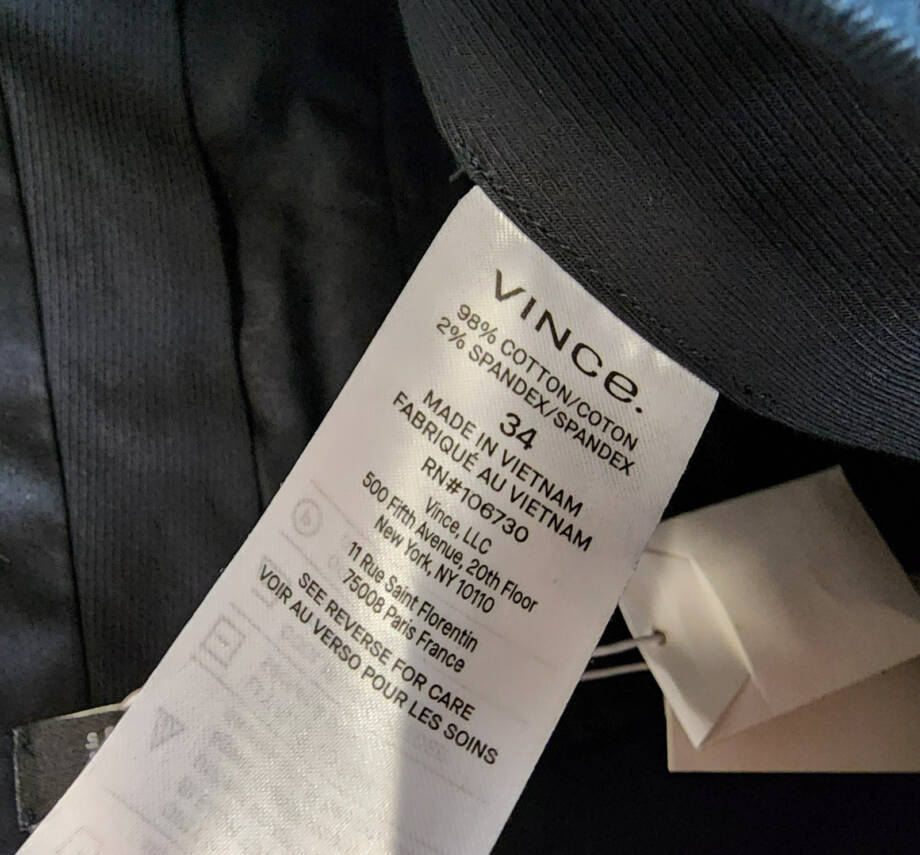 VINCe.
98% COTTON/COTON
2% SPANDEX/SPANDEX
34
MADE IN VIETNAM
FABRIQUÉ AU VIETNAM
RN#106730
Vince, LLC
500 Fifth Avenue, 20th Floor
New York, NY 10110
11 Rue Saint Florentin
75008 Paris France
SEE REVERSE FOR CARE
VOIR AU VERSO POUR LES SOINS